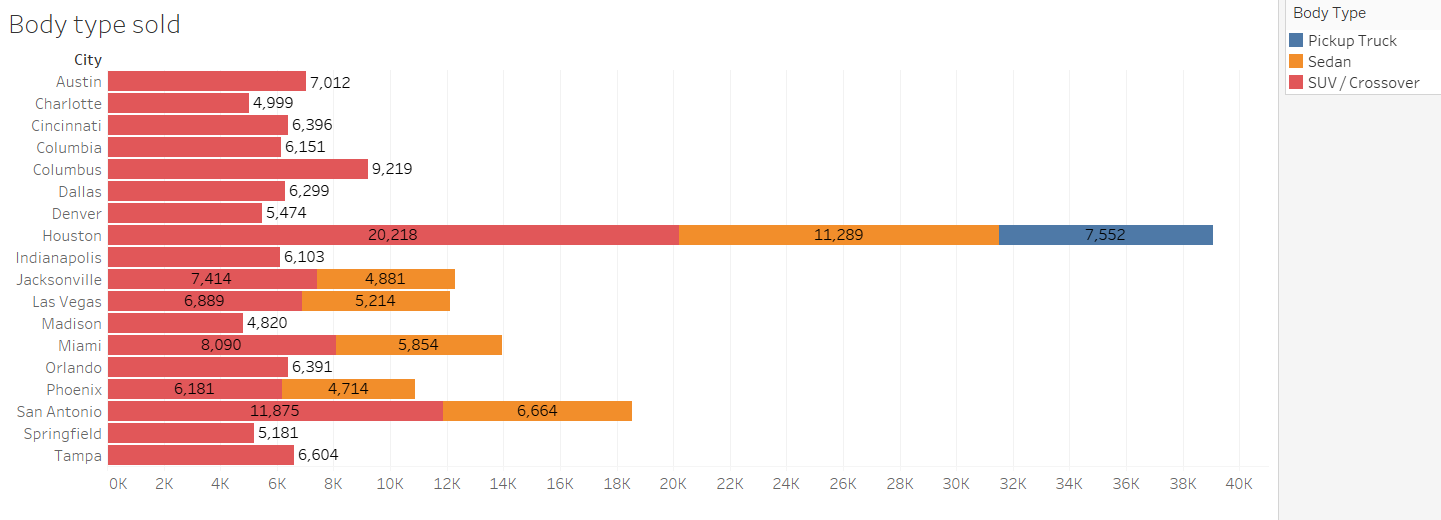 Body type sold
City
Austin 7,012
Charlotte 4,999
Cincinnati 6,396
Columbia 6,151
Columbus 9,219
Dallas 6,299
Denver 5,474
Houston 20,218 11,289 7,552
Indianapolis 6,103
Jacksonville 7,414 4,881
Las Vegas 6,889 5,214
Madison 4,820
Miami 8,090 5,854
Orlando 6,391
Phoenix 6,181 4,714
San Antonio 11,875 6,664
Springfield 5,181
Tampa 6,604
0K 2K 4K 6K 8K 10K 12K 14K 16K 18K 20K 22K 24K 26K 28K 30K 32K 34K 36K 38K 40K
Body Type
Pickup Truck
Sedan
SUV / Crossover